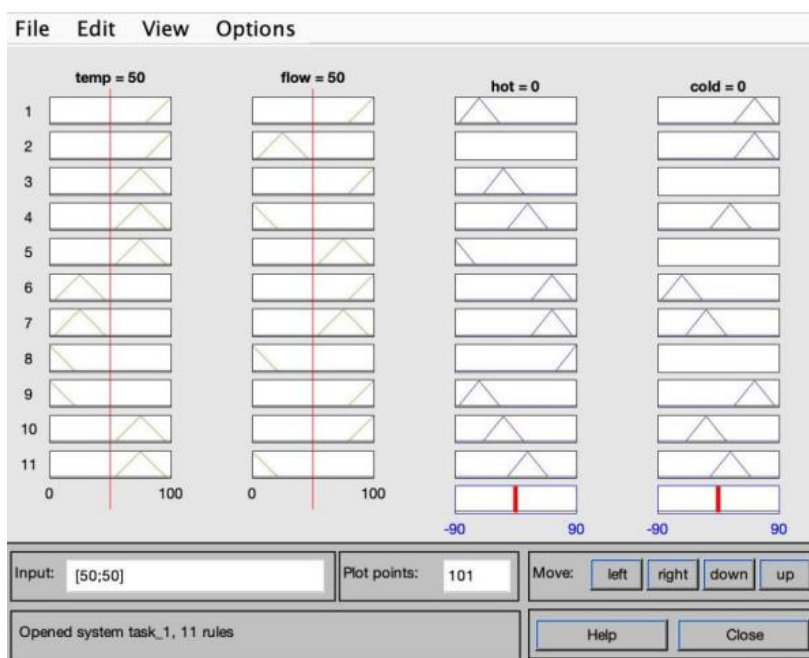 File Edit View Options
temp = 50 flow = 50 hot = 0 cold = 0
1
2
3
4
5
6
7
8
9
10
11
0 100 0 100
-90 90 -90 90
Input: [50;50] Plot points: 101 Move: left right down up
Opened system task_1, 11 rules Help Close